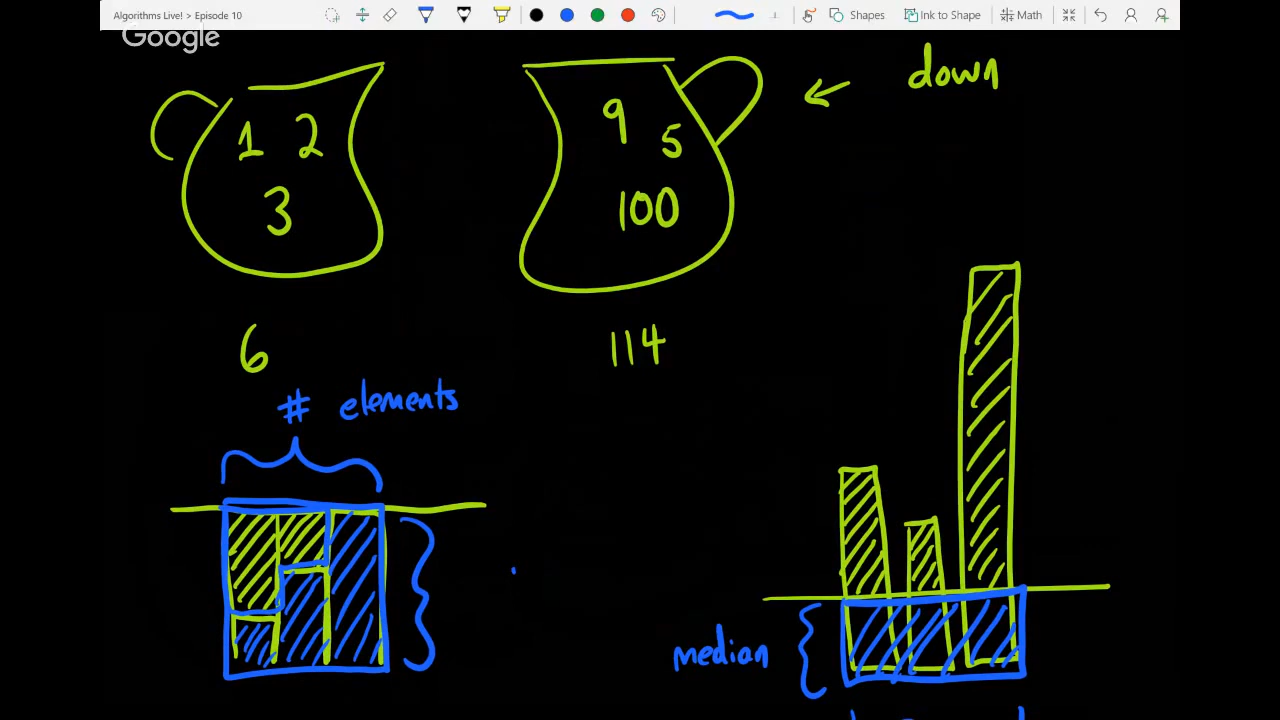 Algorithms Live! > Episode 10
Shapes
Ink to Shape
Math
Google
down
1 2
3
9
5
100
6
114
# elements
median